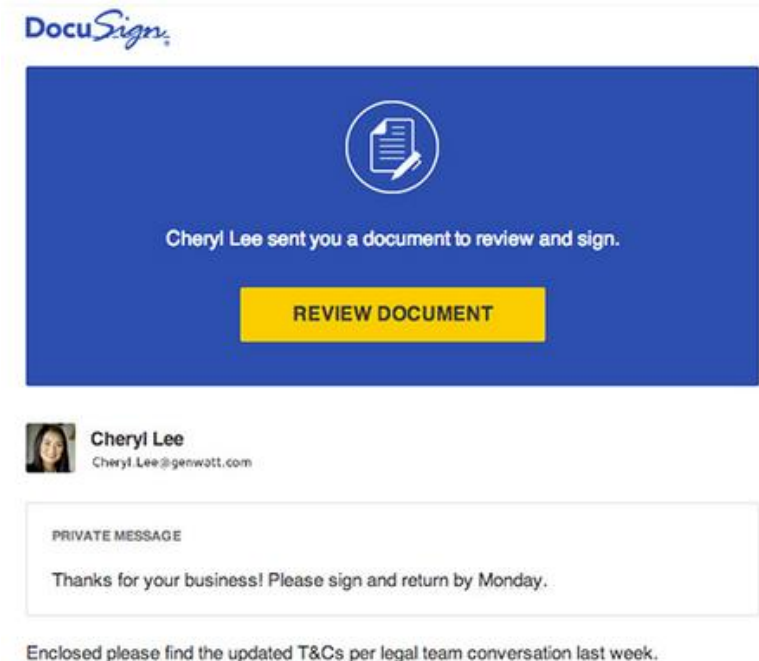 DocuSign
Cheryl Lee sent you a document to review and sign.
REVIEW DOCUMENT
Cheryl Lee
Cheryl.Lee@genwatt.com
PRIVATE MESSAGE
Thanks for your business! Please sign and return by Monday.
Enclosed please find the updated T&Cs per legal team conversation last week.